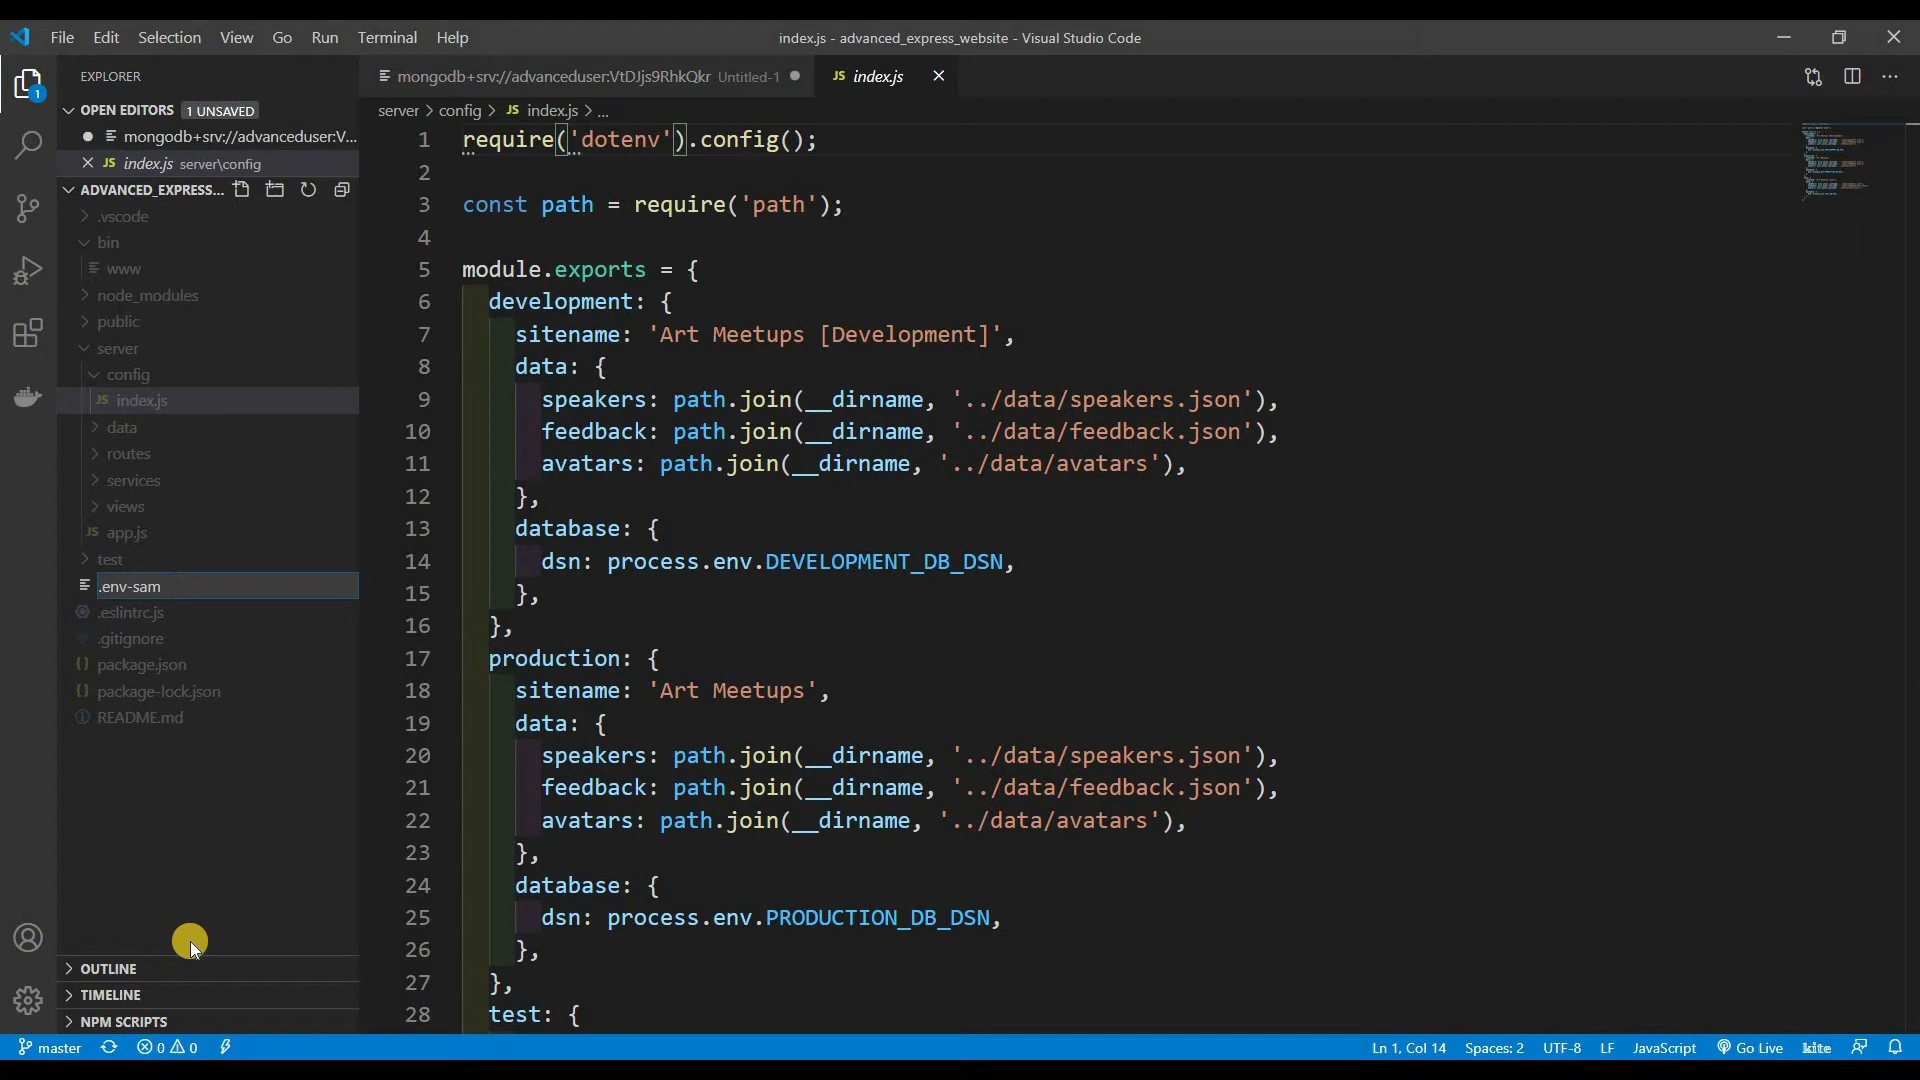 File Edit Selection View Go Run Terminal Help
index.js - advanced_express_website - Visual Studio Code
EXPLORER
OPEN EDITORS 1 UNSAVED
mongodb+srv://advanceduser:V...
JS index.js server\config
ADVANCED_EXPRESS...
.vscode
bin
www
node_modules
public
server
config
JS index.js
data
routes
services
views
JS app.js
test
.env-sam
.eslintrc.js
.gitignore
{} package.json
{} package-lock.json
README.md
OUTLINE
TIMELINE
NPM SCRIPTS
1
mongodb+srv://advanceduser:VtDJjs9RhkQkr Untitled-1
JS index.js
server > config > JS index.js > ...
1 require('dotenv').config();
2
3 const path = require('path');
4
5 module.exports = {
6 development: {
7 sitename: 'Art Meetups [Development]',
8 data: {
9 speakers: path.join(__dirname, '../data/speakers.json'),
10 feedback: path.join(__dirname, '../data/feedback.json'),
11 avatars: path.join(__dirname, '../data/avatars'),
12 },
13 database: {
14 dsn: process.env.DEVELOPMENT_DB_DSN,
15 },
16 },
17 production: {
18 sitename: 'Art Meetups',
19 data: {
20 speakers: path.join(__dirname, '../data/speakers.json'),
21 feedback: path.join(__dirname, '../data/feedback.json'),
22 avatars: path.join(__dirname, '../data/avatars'),
23 },
24 database: {
25 dsn: process.env.PRODUCTION_DB_DSN,
26 },
27 },
28 test: {
master 0 0 Ln 1, Col 14 Spaces: 2 UTF-8 LF JavaScript Go Live kite